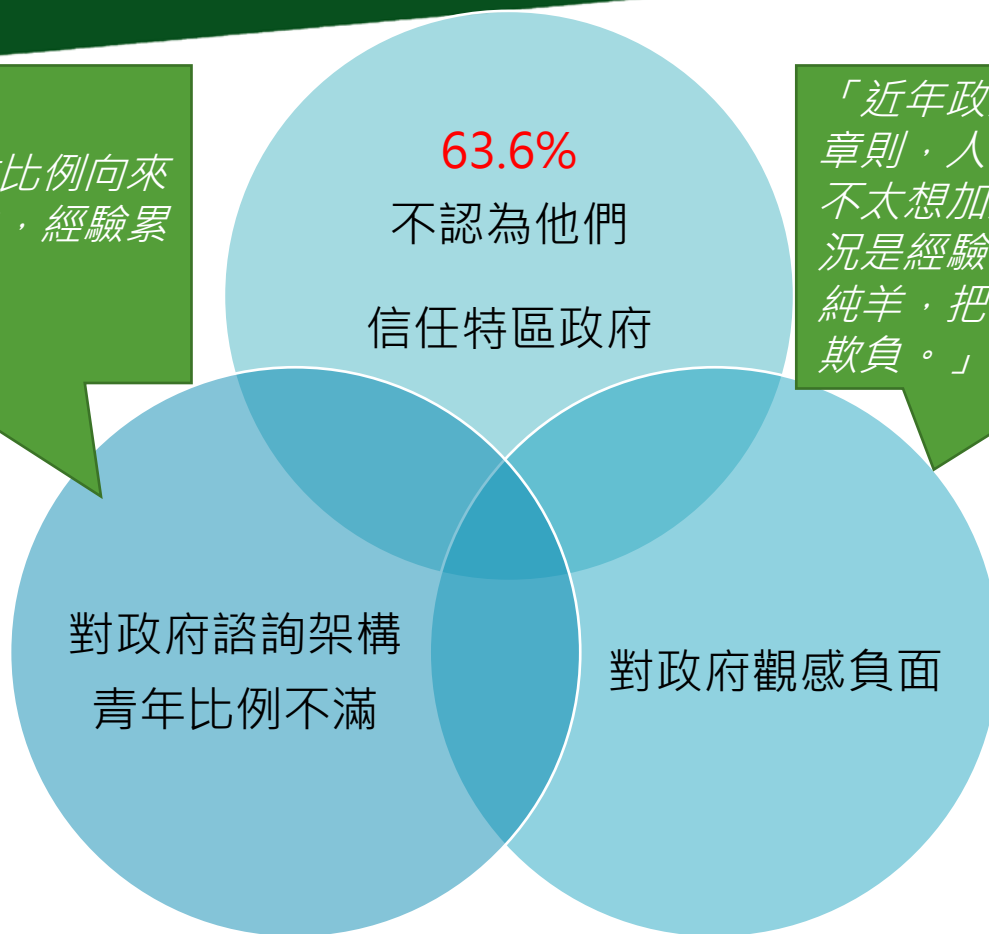 比例向來
，經驗累
「近年政
章則，人
不太想加
況是經驗
純羊，把
欺負。」
63.6%
不認為他們
信任特區政府
對政府諮詢架構
青年比例不滿
對政府觀感負面